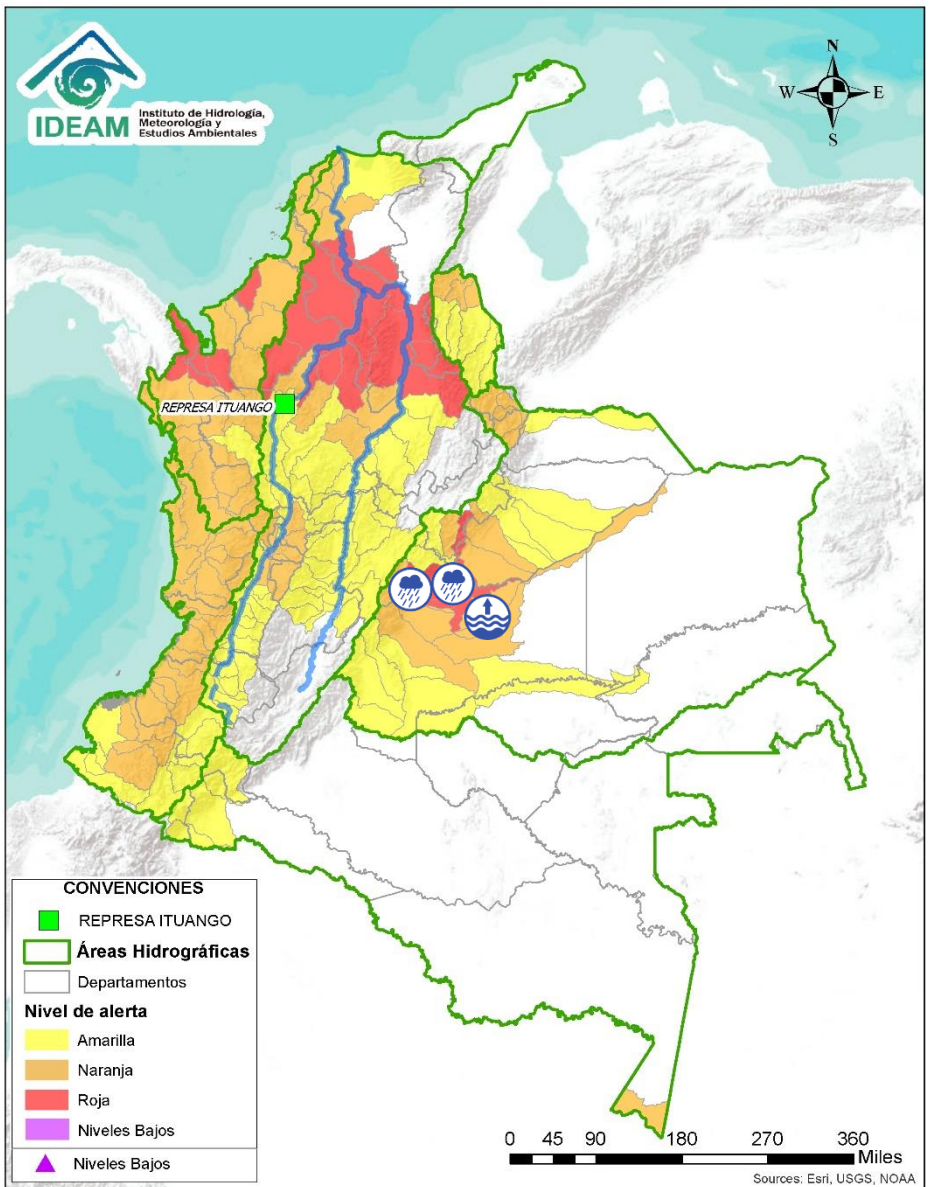 IDEAM
Instituto de Hidrología,
Meteorología y
Estudios Ambientales
N
W
E
S
REPRESA ITUANGO
CONVENCIONES
REPRESA ITUANGO
Áreas Hidrográficas
Departamentos
Nivel de alerta
Amarilla
Naranja
Roja
Niveles Bajos
Niveles Bajos
0 45 90 180 270 360
Miles
Sources: Esri, USGS, NOAA